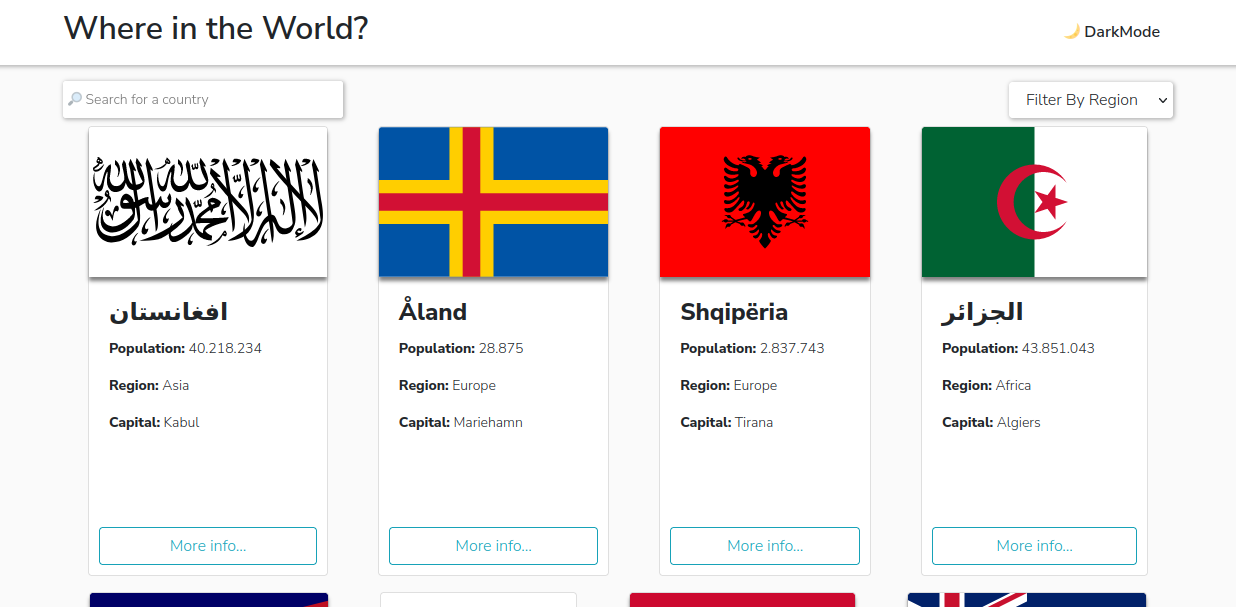 Where in the World?
🌙 DarkMode
🔎 Search for a country
Filter By Region
لا إله إلا الله محمد رسول الله
افغانستان
Population: 40.218.234
Region: Asia
Capital: Kabul
More info...
Åland
Population: 28.875
Region: Europe
Capital: Mariehamn
More info...
Shqipëria
Population: 2.837.743
Region: Europe
Capital: Tirana
More info...
الجزائر
Population: 43.851.043
Region: Africa
Capital: Algiers
More info...